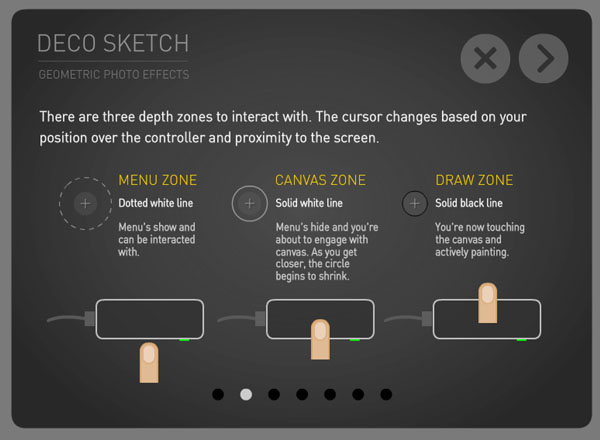 DECO SKETCH
GEOMETRIC PHOTO EFFECTS
There are three depth zones to interact with. The cursor changes based on your
position over the controller and proximity to the screen.
MENU ZONE
Dotted white line
Menu's show and
can be interacted
with.
CANVAS ZONE
Solid white line
Menu's hide and you're
about to engage with
canvas. As you get
closer, the circle
begins to shrink.
DRAW ZONE
Solid black line
You're now touching
the canvas and
actively painting.